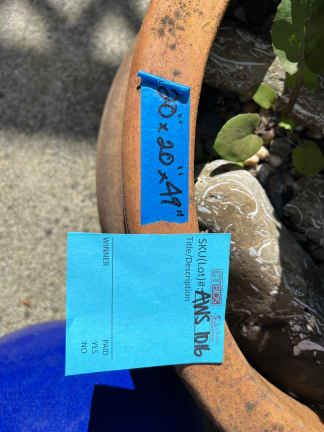 20" x 20" x 49"
SKU(Lot)#: ANS 1016
Title/Description
WINNER
PAID
YES
NO